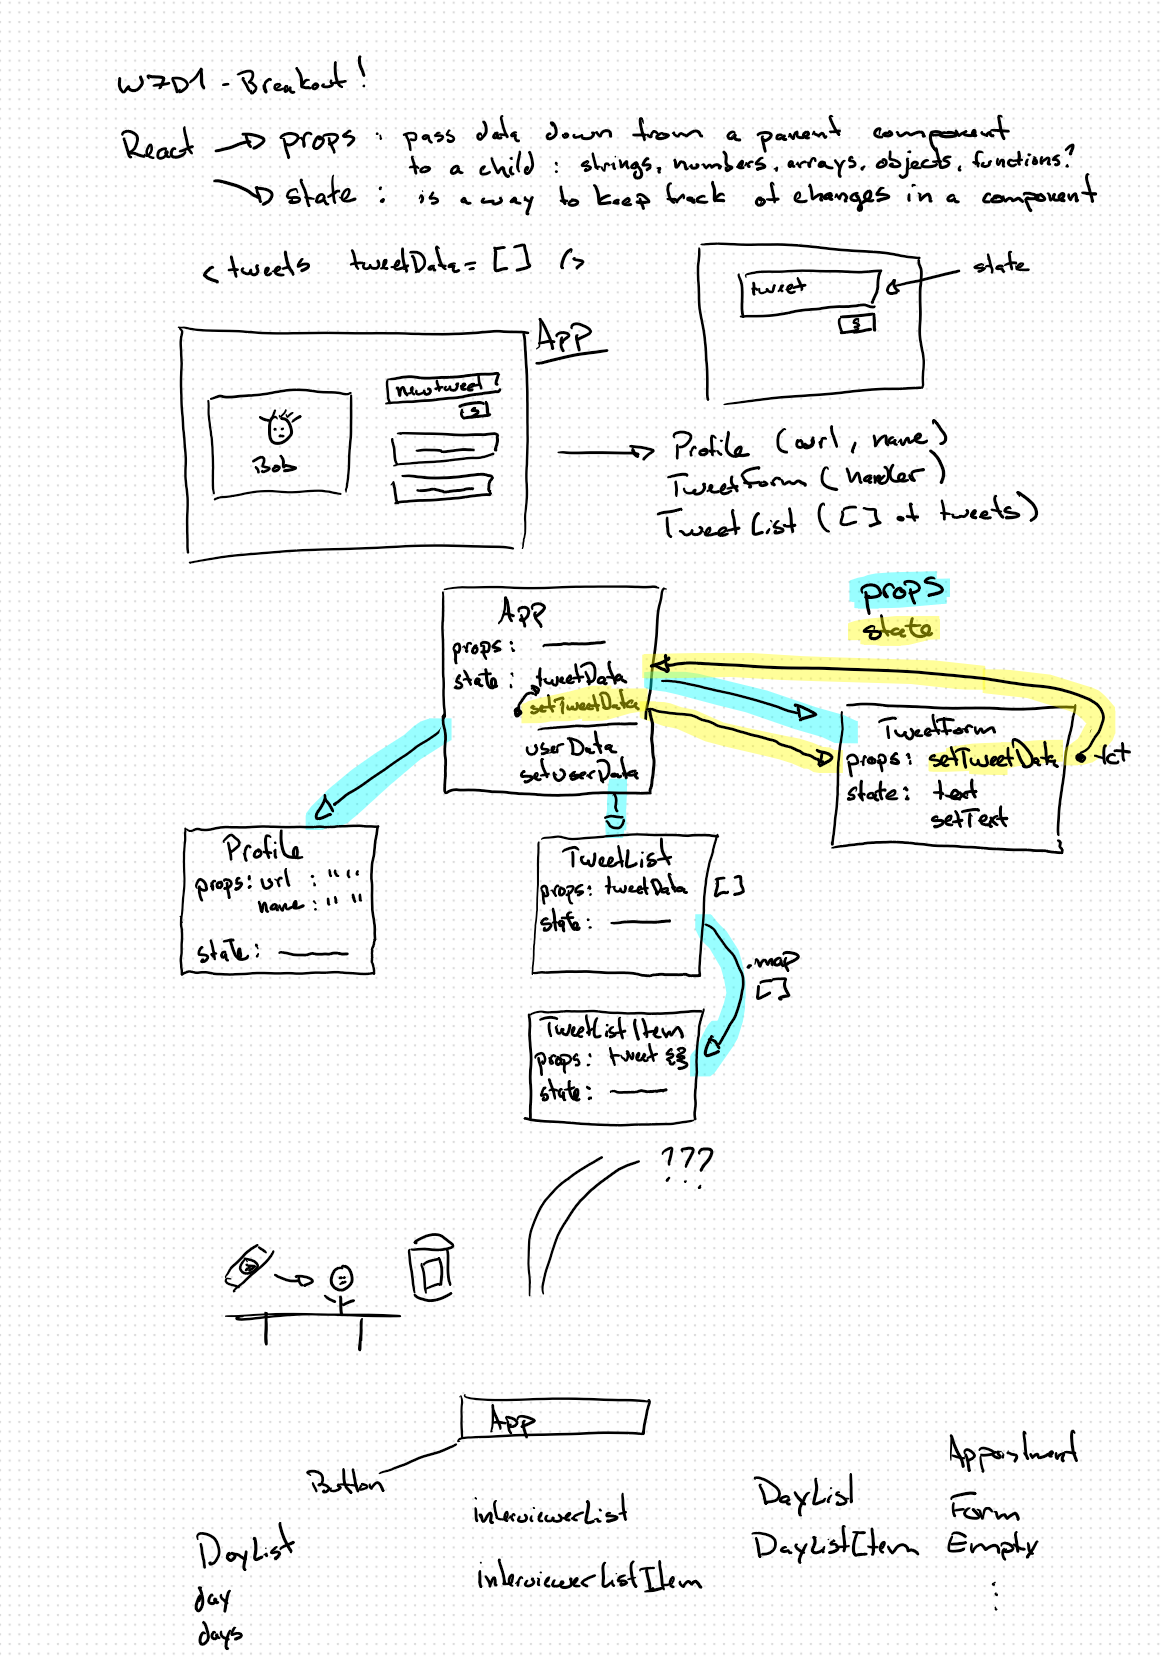 W7D1 - Breakout!
React → props : pass data down from a parent component
to a child : strings, numbers, arrays, objects, functions?
→ state : is a way to keep track of changes in a component
< tweets tweetData = [] />
tweet
state
s
App
new tweet
s
Bob
Profile (url, name)
TweetForm (handler)
TweetList ([] of tweets)
props
state
App
props :
state : tweetData
setTweetData
userData
setUserData
TweetForm
props : setTweetData
fct
state : text
setText
Profile
props : url : " "
name : " "
state :
TweetList
props : tweetData []
state :
.map
[]
TweetListItem
props : tweet {}
state :
???
App
Button
Appointment
DayList
Form
interviewerList
DayListItem
Empty
DayList
interviewerListItem
day
days